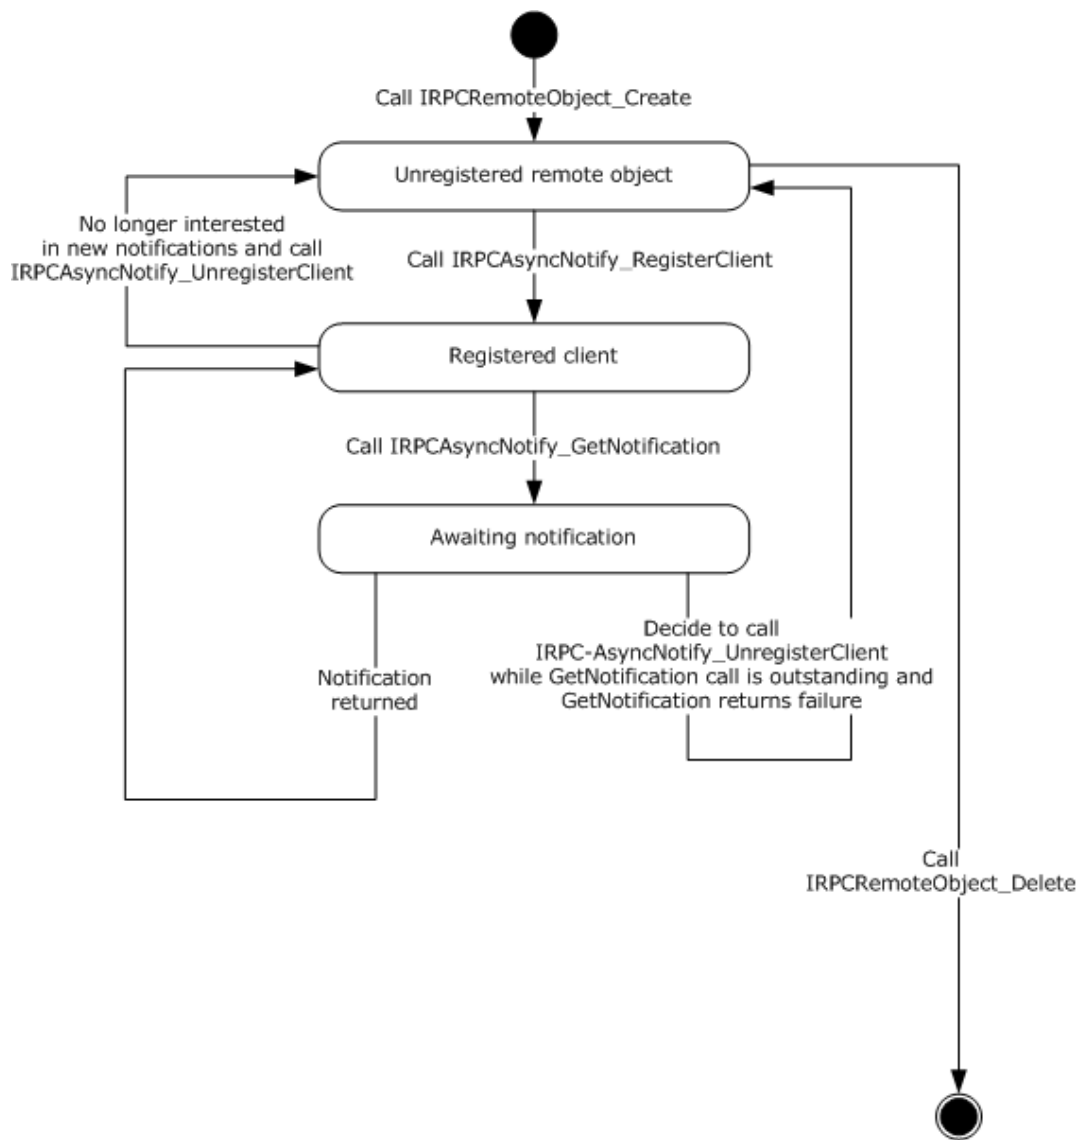 Call IRPCRemoteObject_Create
Unregistered remote object
No longer interested
in new notifications and call
IRPCAsyncNotify_UnregisterClient
Call IRPCAsyncNotify_RegisterClient
Registered client
Call IRPCAsyncNotify_GetNotification
Awaiting notification
Notification
returned
Decide to call
IRPC-AsyncNotify_UnregisterClient
while GetNotification call is outstanding and
GetNotification returns failure
Call
IRPCRemoteObject_Delete